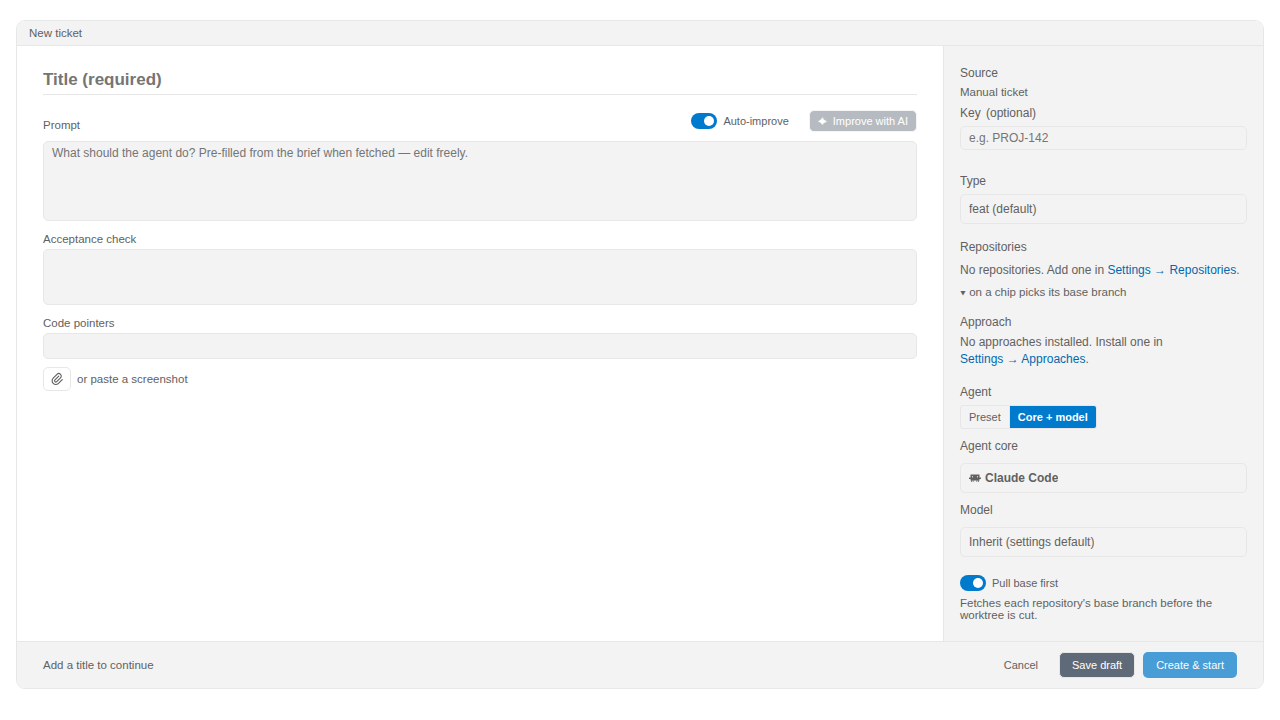 New ticket
Title (required)
Prompt
Auto-improve
Improve with AI
What should the agent do? Pre-filled from the brief when fetched — edit freely.
Acceptance check
Code pointers
or paste a screenshot
Source
Manual ticket
Key (optional)
e.g. PROJ-142
Type
feat (default)
Repositories
No repositories. Add one in Settings → Repositories.
▾ on a chip picks its base branch
Approach
No approaches installed. Install one in
Settings → Approaches.
Agent
Preset
Core + model
Agent core
Claude Code
Model
Inherit (settings default)
Pull base first
Fetches each repository's base branch before the
worktree is cut.
Add a title to continue
Cancel
Save draft
Create & start